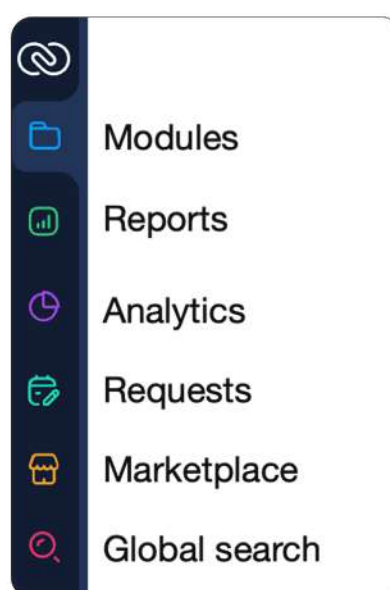 Modules
Reports
Analytics
Requests
Marketplace
Global search